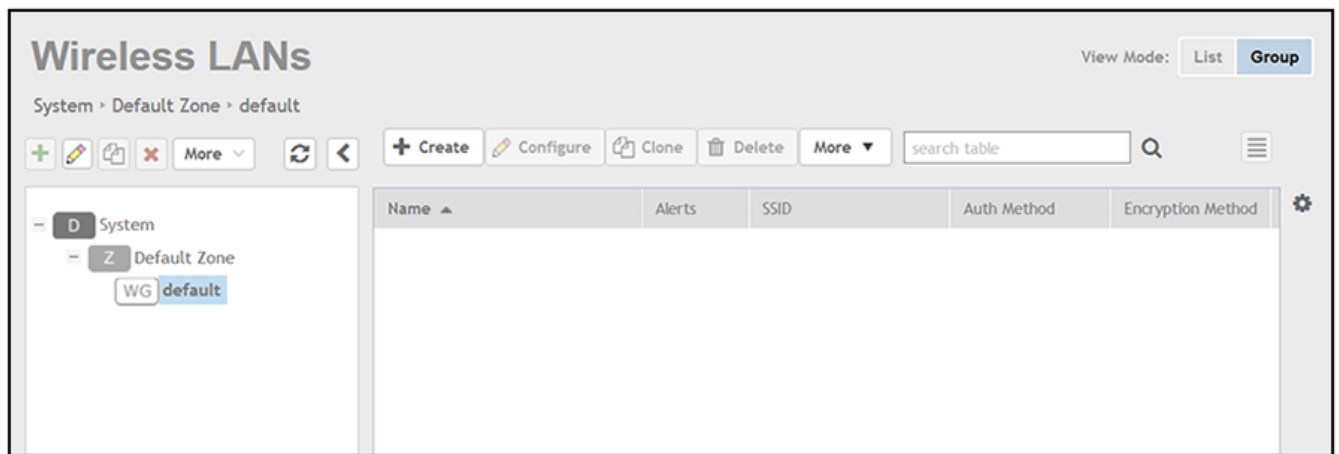 Wireless LANs
View Mode: List Group
System > Default Zone > default
More
Create Configure Clone Delete More ▼ search table
Name ▲ Alerts SSID Auth Method Encryption Method
D System
Z Default Zone
WG default